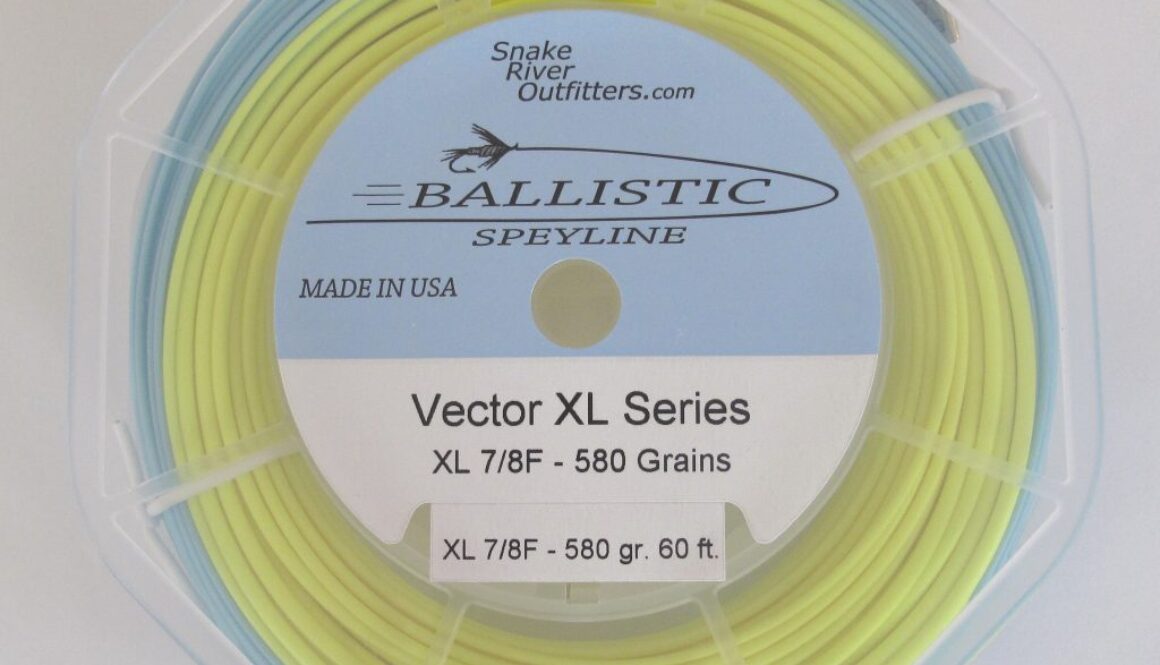 Snake
River
Outfitters.com
BALLISTIC
SPEYLINE
MADE IN USA
Vector XL Series
XL 7/8F - 580 Grains
XL 7/8F - 580 gr. 60 ft.